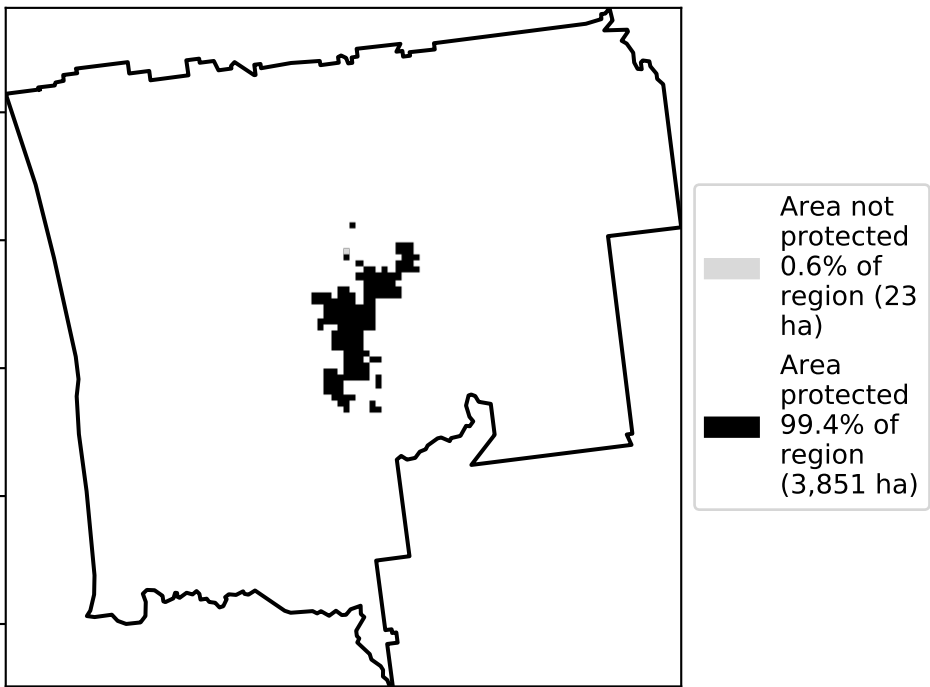 Area not
protected
0.6% of
region (23
ha)
Area
protected
99.4% of
region
(3,851 ha)